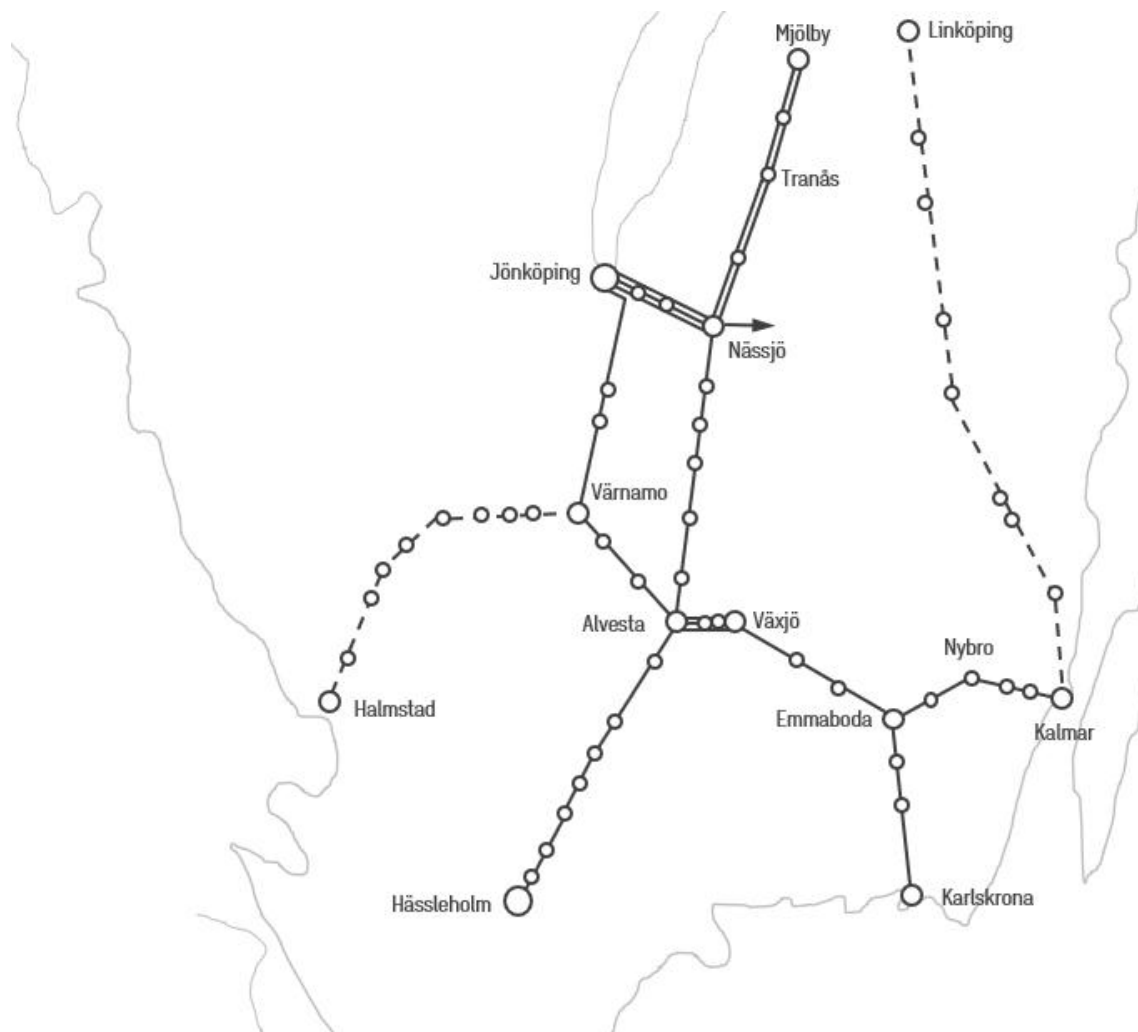 Linköping
Mjölby
Tranås
Jönköping
Nässjö
Värnamo
Alvesta
Växjö
Nybro
Halmstad
Emmaboda
Kalmar
Hässleholm
Karlskrona